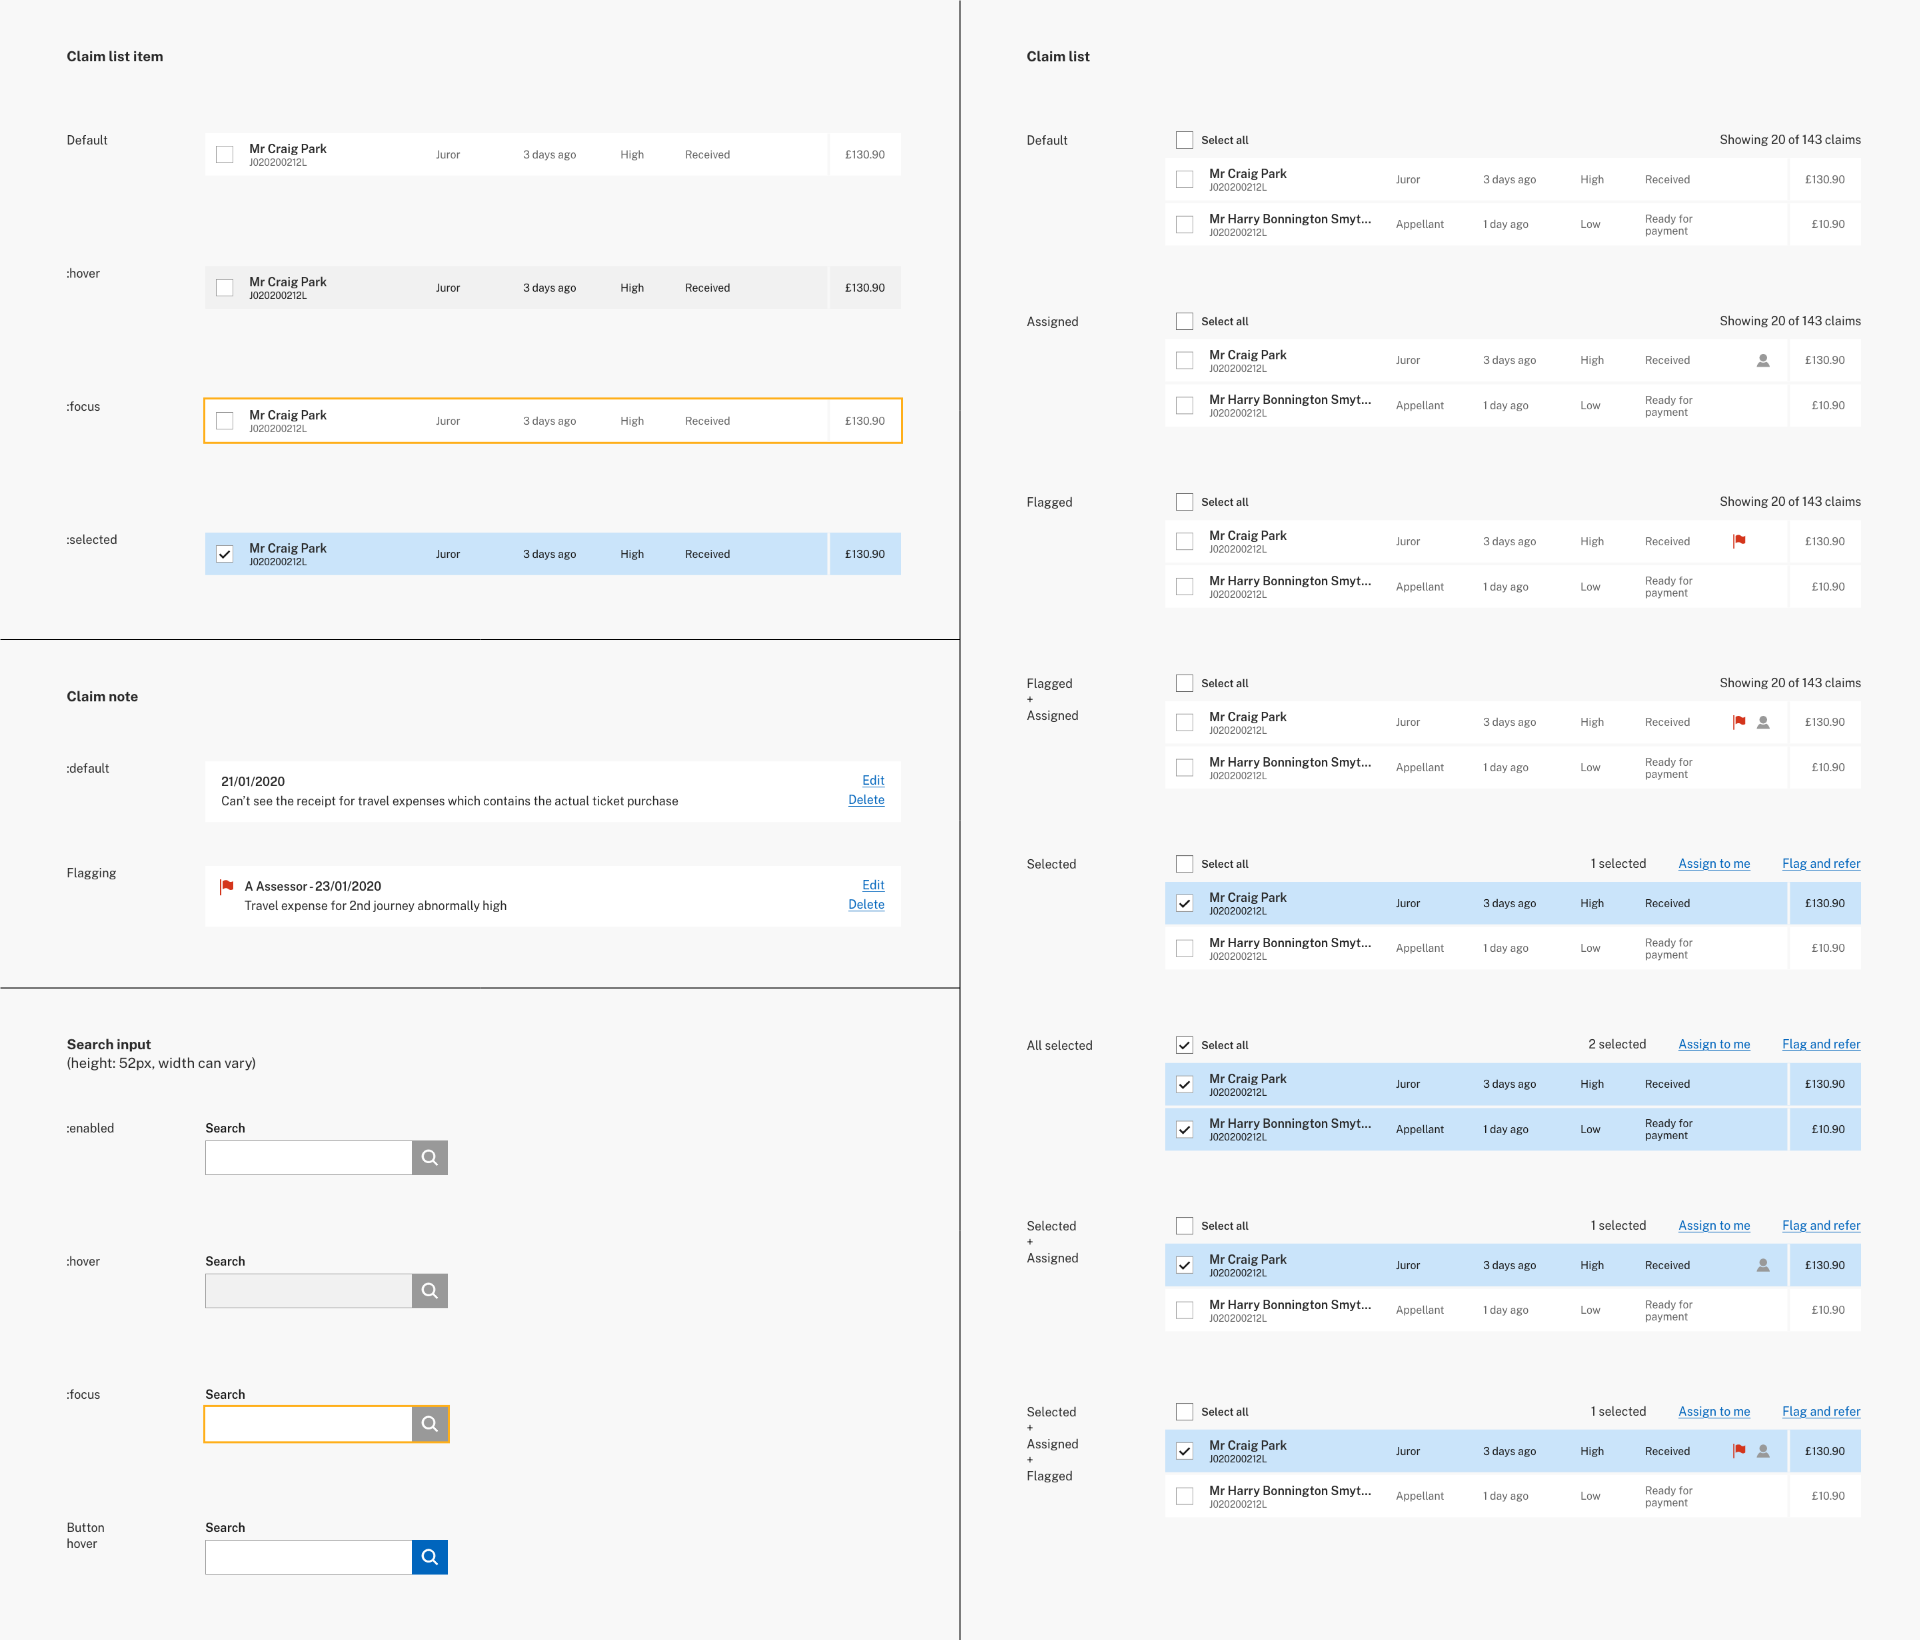 Claim list item
Default
Mr Craig Park
J020200212L
Juror
3 days ago
High
Received
£130.90
:hover
Mr Craig Park
J020200212L
Juror
3 days ago
High
Received
£130.90
:focus
Mr Craig Park
J020200212L
Juror
3 days ago
High
Received
£130.90
:selected
Mr Craig Park
J020200212L
Juror
3 days ago
High
Received
£130.90
Claim note
:default
21/01/2020
Can't see the receipt for travel expenses which contains the actual ticket purchase
Edit
Delete
Flagging
A Assessor - 23/01/2020
Travel expense for 2nd journey abnormally high
Edit
Delete
Search input
(height: 52px, width can vary)
:enabled
Search
:hover
Search
:focus
Search
Button
hover
Search
Claim list
Default
Select all
Showing 20 of 143 claims
Mr Craig Park
J020200212L
Juror
3 days ago
High
Received
£130.90
Mr Harry Bonnington Smyt...
J020200212L
Appellant
1 day ago
Low
Ready for
payment
£10.90
Assigned
Select all
Showing 20 of 143 claims
Mr Craig Park
J020200212L
Juror
3 days ago
High
Received
£130.90
Mr Harry Bonnington Smyt...
J020200212L
Appellant
1 day ago
Low
Ready for
payment
£10.90
Flagged
Select all
Showing 20 of 143 claims
Mr Craig Park
J020200212L
Juror
3 days ago
High
Received
£130.90
Mr Harry Bonnington Smyt...
J020200212L
Appellant
1 day ago
Low
Ready for
payment
£10.90
Flagged
+
Assigned
Select all
Showing 20 of 143 claims
Mr Craig Park
J020200212L
Juror
3 days ago
High
Received
£130.90
Mr Harry Bonnington Smyt...
J020200212L
Appellant
1 day ago
Low
Ready for
payment
£10.90
Selected
Select all
1 selected
Assign to me
Flag and refer
Mr Craig Park
J020200212L
Juror
3 days ago
High
Received
£130.90
Mr Harry Bonnington Smyt...
J020200212L
Appellant
1 day ago
Low
Ready for
payment
£10.90
All selected
Select all
2 selected
Assign to me
Flag and refer
Mr Craig Park
J020200212L
Juror
3 days ago
High
Received
£130.90
Mr Harry Bonnington Smyt...
J020200212L
Appellant
1 day ago
Low
Ready for
payment
£10.90
Selected
+
Assigned
Select all
1 selected
Assign to me
Flag and refer
Mr Craig Park
J020200212L
Juror
3 days ago
High
Received
£130.90
Mr Harry Bonnington Smyt...
J020200212L
Appellant
1 day ago
Low
Ready for
payment
£10.90
Selected
+
Assigned
+
Flagged
Select all
1 selected
Assign to me
Flag and refer
Mr Craig Park
J020200212L
Juror
3 days ago
High
Received
£130.90
Mr Harry Bonnington Smyt...
J020200212L
Appellant
1 day ago
Low
Ready for
payment
£10.90